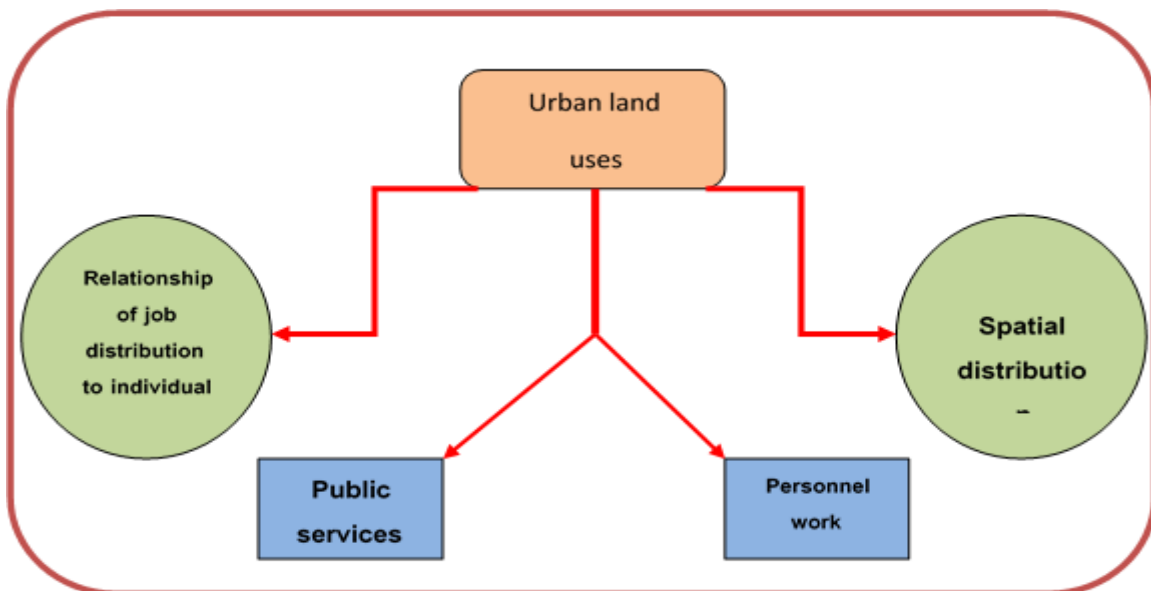 Urban land
uses
Relationship
of job
distribution
to individual
Spatial
distributio
Public
services
Personnel
work